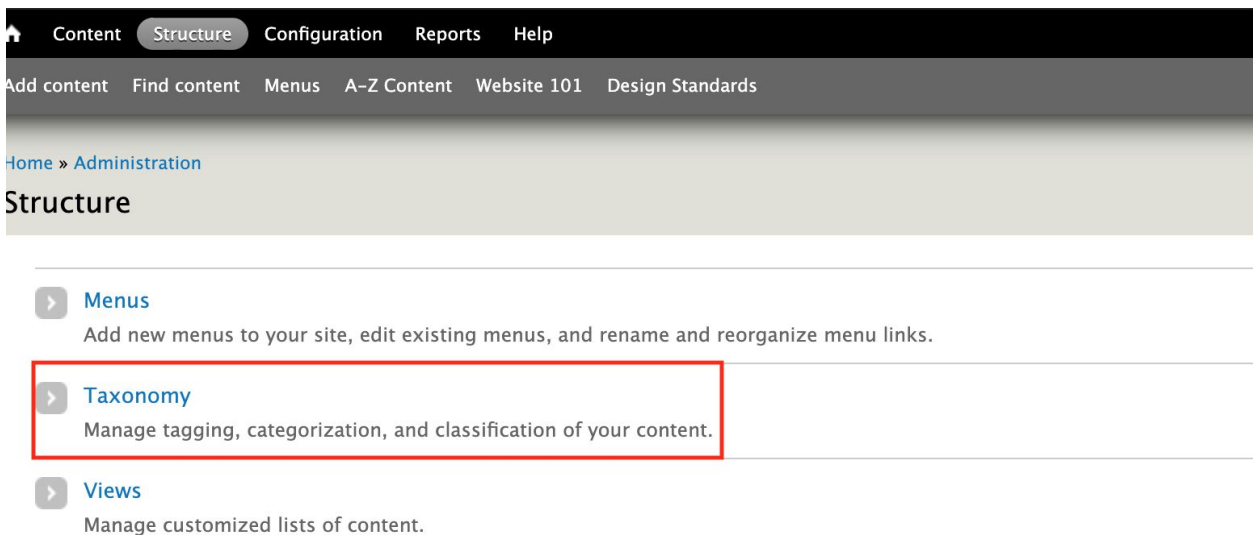 Content Structure Configuration Reports Help
Add content Find content Menus A-Z Content Website 101 Design Standards
Home » Administration
Structure
Menus
Add new menus to your site, edit existing menus, and rename and reorganize menu links.
Taxonomy
Manage tagging, categorization, and classification of your content.
Views
Manage customized lists of content.